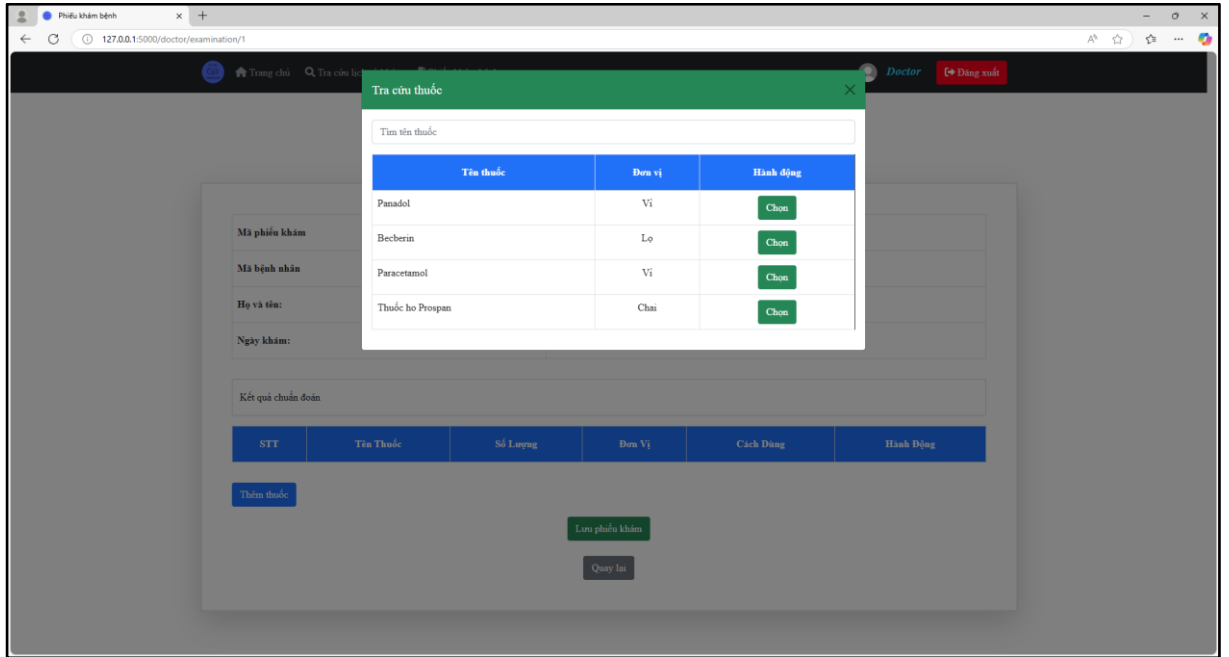 Phiếu khám bệnh
127.0.0.1:5000/doctor/examination/1
Trang chủ Tra cứu Doctor Đăng xuất
Tra cứu thuốc
Tìm tên thuốc
Tên thuốc Đơn vị Hành động
Panadol Vỉ Chọn
Becberin Lọ Chọn
Paracetamol Vỉ Chọn
Thuốc ho Prospan Chai Chọn
Mã phiếu khám
Mã bệnh nhân
Họ và tên:
Ngày khám:
Kết quả chuẩn đoán
STT Tên Thuốc Số Lượng Đơn Vị Cách Dùng Hành Động
Thêm thuốc
Lưu phiếu khám
Quay lại